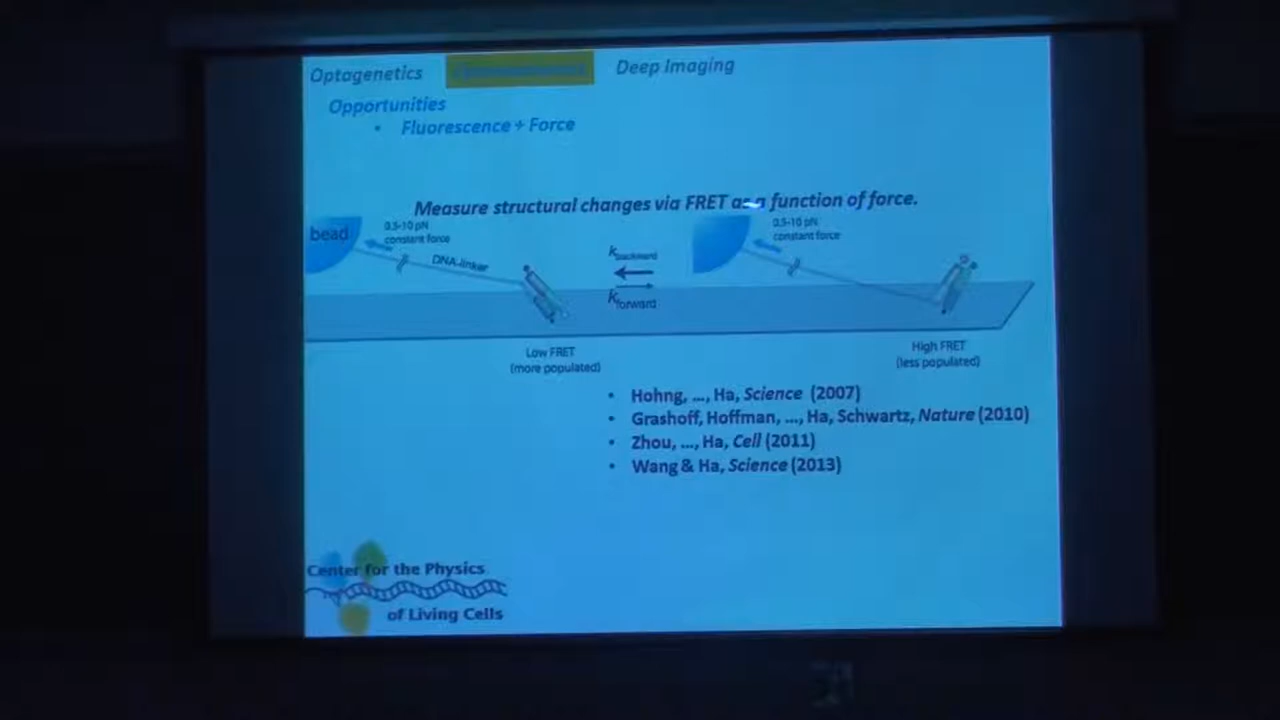 Optogenetics
Deep Imaging
Opportunities
• Fluorescence + Force
Measure structural changes via FRET as a function of force.
bead
0.5-10 pN
constant force
DNA-linker
kbackward
kforward
0.5-10 pN
constant force
Low FRET
(more populated)
High FRET
(less populated)
• Hohng, ..., Ha, Science (2007)
• Grashoff, Hoffman, ..., Ha, Schwartz, Nature (2010)
• Zhou, ..., Ha, Cell (2011)
• Wang & Ha, Science (2013)
Center for the Physics
of Living Cells